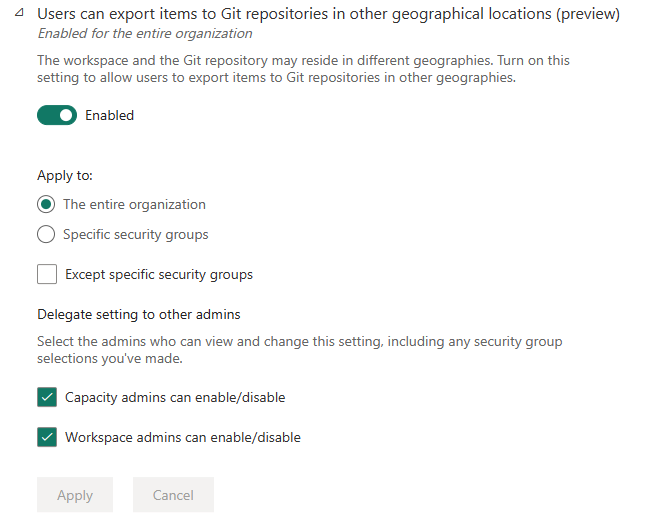 Users can export items to Git repositories in other geographical locations (preview)
Enabled for the entire organization
The workspace and the Git repository may reside in different geographies. Turn on this
setting to allow users to export items to Git repositories in other geographies.
Enabled
Apply to:
The entire organization
Specific security groups
Except specific security groups
Delegate setting to other admins
Select the admins who can view and change this setting, including any security group
selections you've made.
Capacity admins can enable/disable
Workspace admins can enable/disable
Apply
Cancel